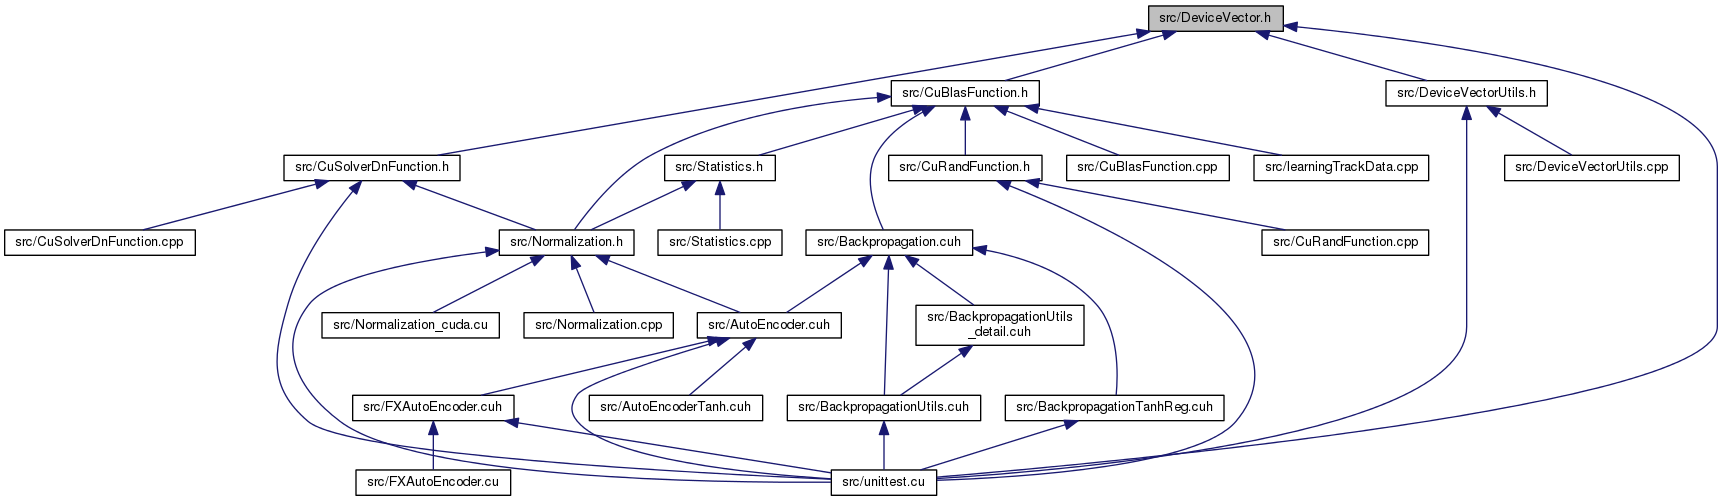 src/DeviceVector.h
src/CuBlasFunction.h
src/DeviceVectorUtils.h
src/CuSolverDnFunction.h
src/Statistics.h
src/CuRandFunction.h
src/CuBlasFunction.cpp
src/learningTrackData.cpp
src/DeviceVectorUtils.cpp
src/CuSolverDnFunction.cpp
src/Normalization.h
src/Statistics.cpp
src/Backpropagation.cuh
src/CuRandFunction.cpp
src/Normalization_cuda.cu
src/Normalization.cpp
src/AutoEncoder.cuh
src/BackpropagationUtils
_detail.cuh
src/FXAutoEncoder.cuh
src/AutoEncoderTanh.cuh
src/BackpropagationUtils.cuh
src/BackpropagationTanhReg.cuh
src/FXAutoEncoder.cu
src/unittest.cu